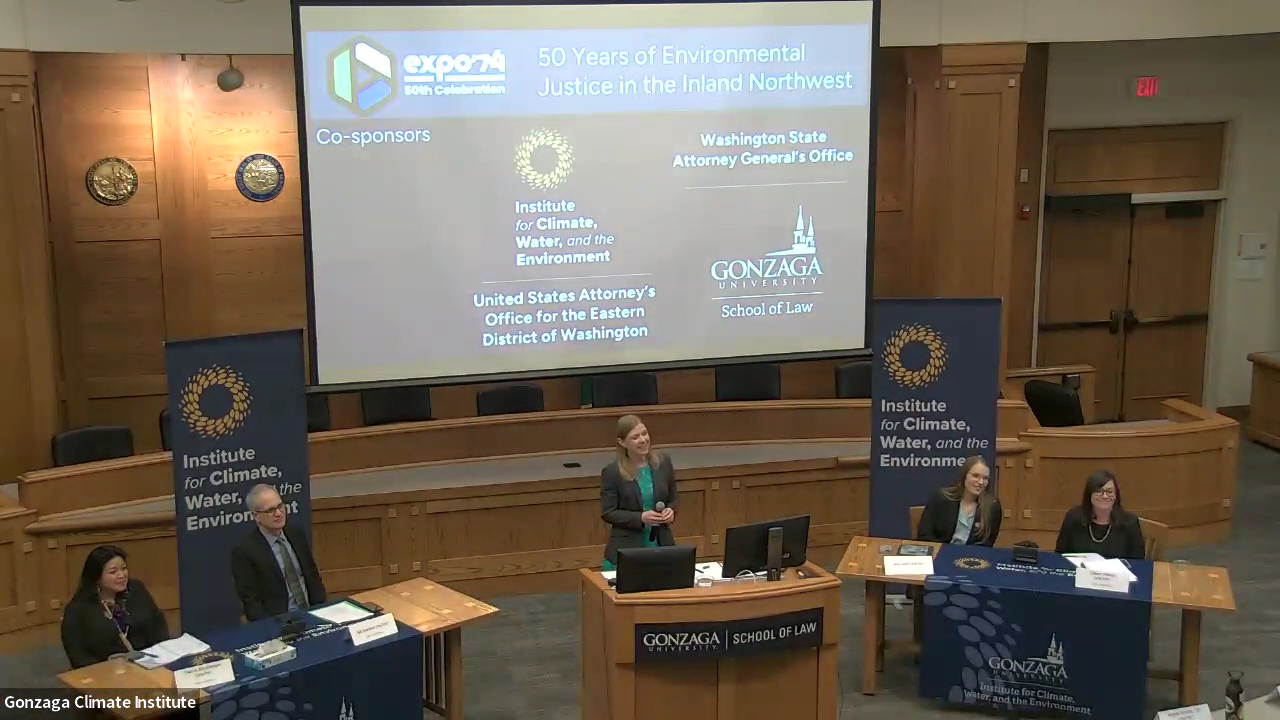 expo'74
50th Celebration
50 Years of Environmental
Justice in the Inland Northwest
Co-sponsors
Institute
for Climate,
Water, and the
Environment
United States Attorney's
Office for the Eastern
District of Washington
Washington State
Attorney General's Office
GONZAGA
UNIVERSITY
School of Law
EXIT
Institute
for Climate,
Water, and the
Environment
Institute
for Climate,
Water, and the
Environme
GONZAGA
UNIVERSITY
SCHOOL OF LAW
GONZAGA
UNIVERSITY
Institute for Climate,
Water, and the Environment
Gonzaga Climate Institute